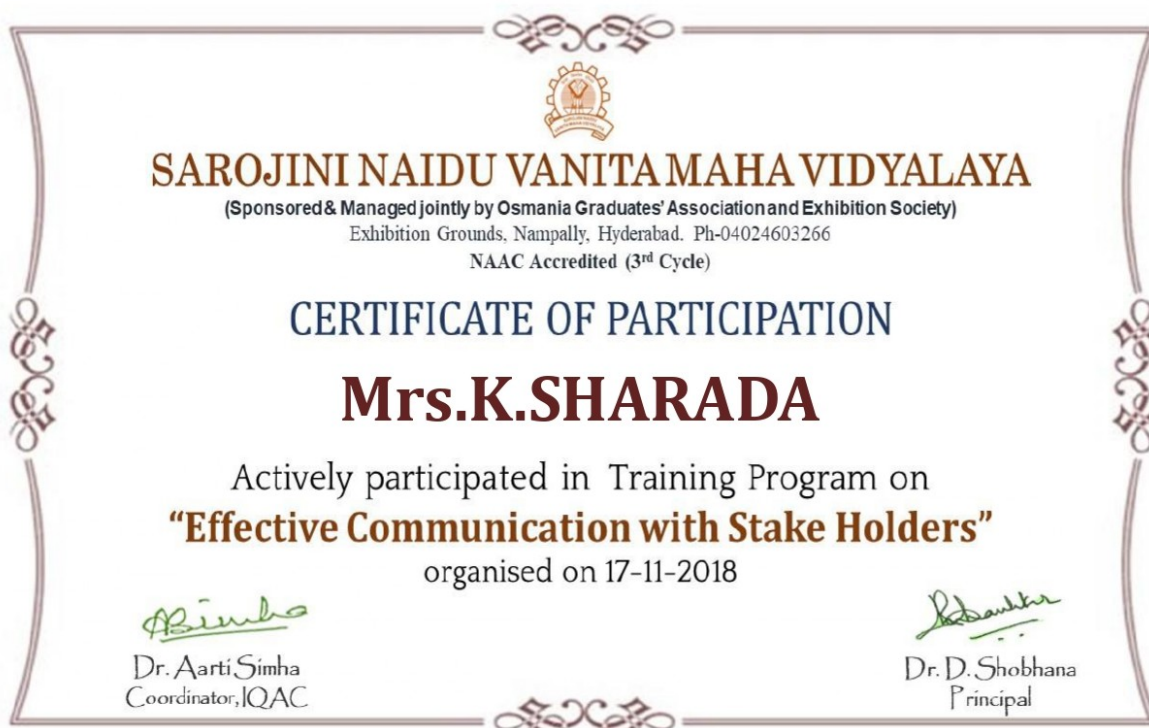 SAROJINI NAIDU VANITA MAHA VIDYALAYA
(Sponsored & Managed jointly by Osmania Graduates' Association and Exhibition Society)
Exhibition Grounds, Nampally, Hyderabad. Ph-04024603266
NAAC Accredited (3rd Cycle)
CERTIFICATE OF PARTICIPATION
Mrs.K.SHARADA
Actively participated in Training Program on
“Effective Communication with Stake Holders”
organised on 17-11-2018
Dr. Aarti Simha
Coordinator, IQAC
Dr. D. Shobhana
Principal